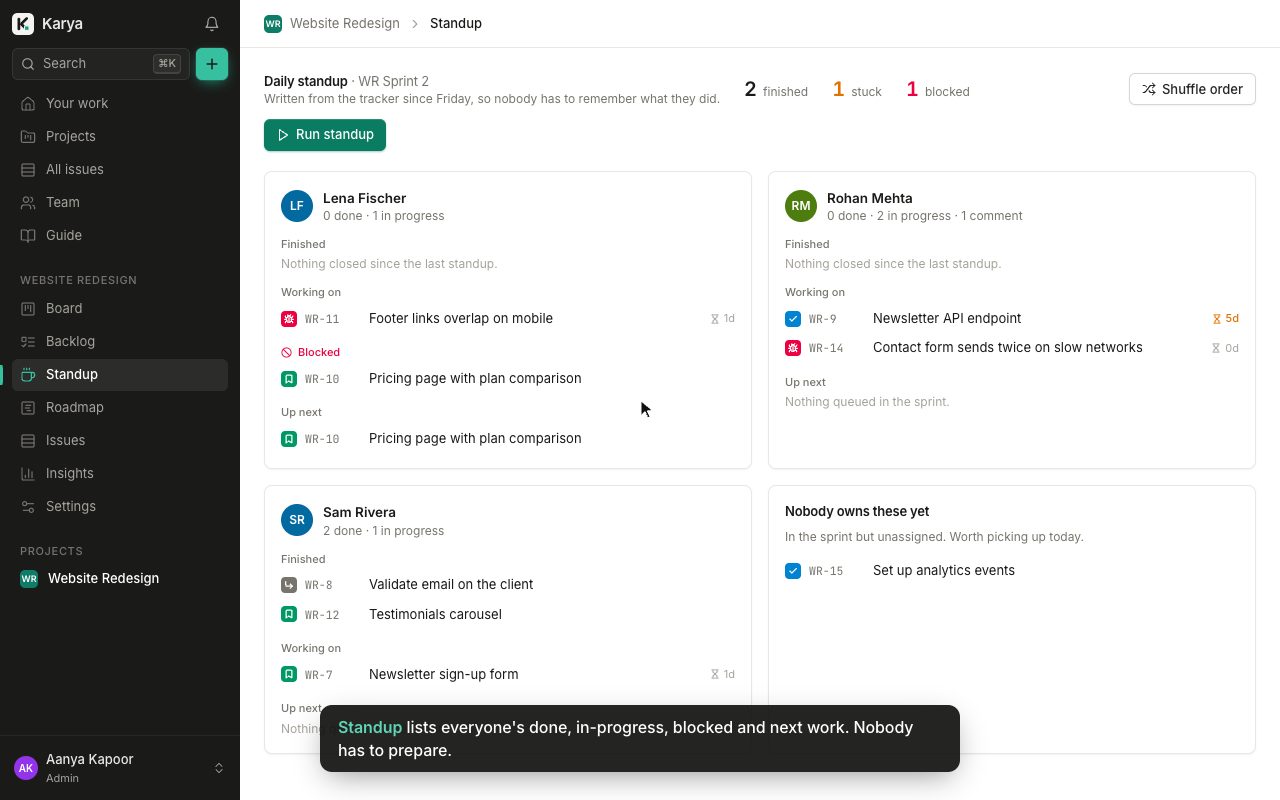 Karya
Search ⌘K
Your work
Projects
All issues
Team
Guide
WEBSITE REDESIGN
Board
Backlog
Standup
Roadmap
Issues
Insights
Settings
PROJECTS
WR Website Redesign
AK Aanya Kapoor
Admin
WR Website Redesign Standup
Daily standup · WR Sprint 2
Written from the tracker since Friday, so nobody has to remember what they did.
2 finished 1 stuck 1 blocked
Shuffle order
Run standup
LF Lena Fischer
0 done · 1 in progress
Finished
Nothing closed since the last standup.
Working on
WR-11 Footer links overlap on mobile 1d
Blocked
WR-10 Pricing page with plan comparison
Up next
WR-10 Pricing page with plan comparison
RM Rohan Mehta
0 done · 2 in progress · 1 comment
Finished
Nothing closed since the last standup.
Working on
WR-9 Newsletter API endpoint 5d
WR-14 Contact form sends twice on slow networks 0d
Up next
Nothing queued in the sprint.
SR Sam Rivera
2 done · 1 in progress
Finished
WR-8 Validate email on the client
WR-12 Testimonials carousel
Working on
WR-7 Newsletter sign-up form 1d
Up next
Nobody owns these yet
In the sprint but unassigned. Worth picking up today.
WR-15 Set up analytics events
Standup lists everyone's done, in-progress, blocked and next work. Nobody
has to prepare.